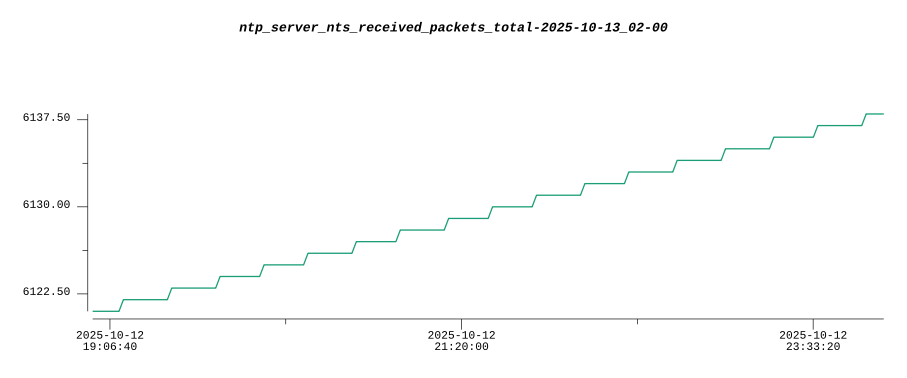 ntp_server_nts_received_packets_total-2025-10-13_02-00
6137.50
6130.00
6122.50
2025-10-12 2025-10-12 2025-10-12
19:06:40 21:20:00 23:33:20